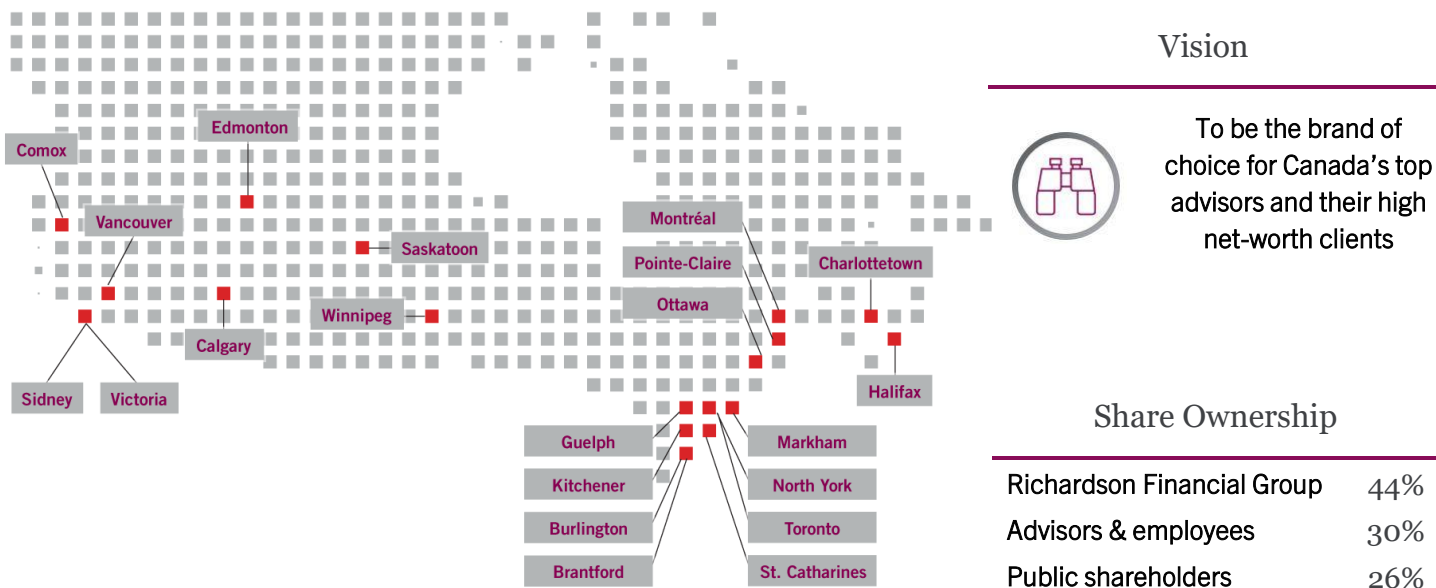 Edmonton
Comox
Vancouver
Saskatoon
Winnipeg
Calgary
Sidney
Victoria
Montréal
Pointe-Claire
Ottawa
Charlottetown
Halifax
Guelph
Kitchener
Burlington
Brantford
Markham
North York
Toronto
St. Catharines
Vision
To be the brand of
choice for Canada's top
advisors and their high
net-worth clients
Share Ownership
Richardson Financial Group 44%
Advisors & employees 30%
Public shareholders 26%